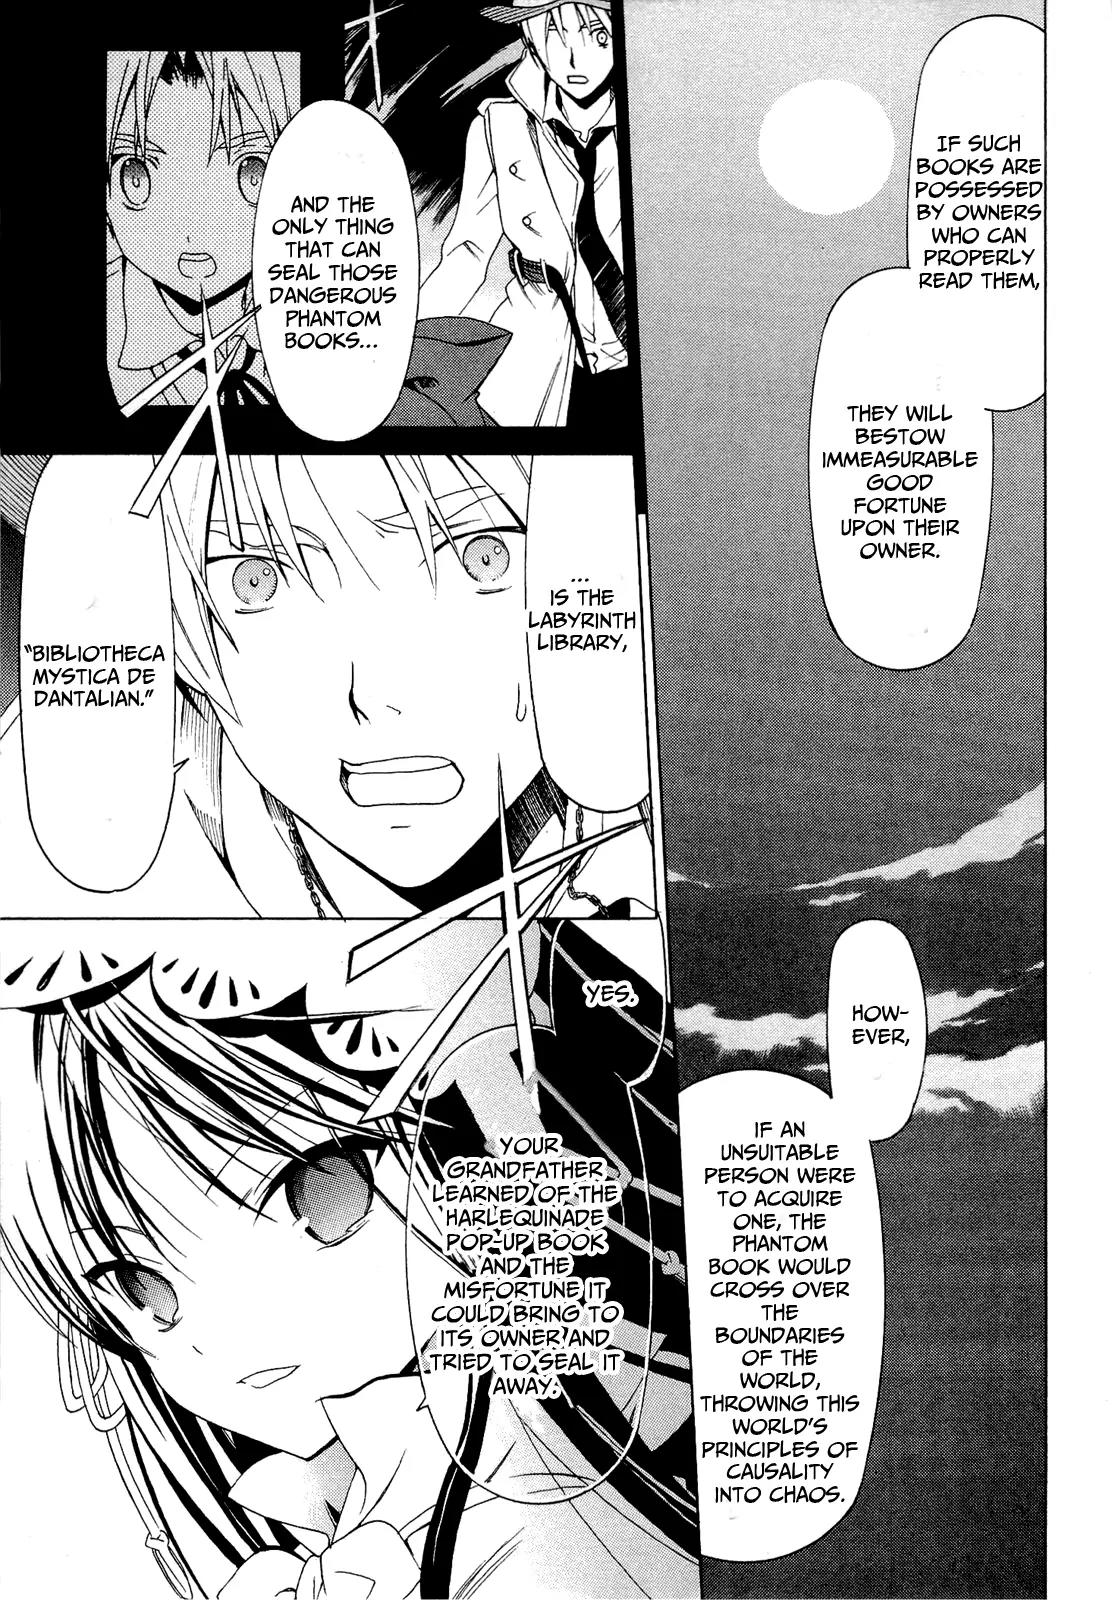 IF SUCH
BOOKS ARE
POSSESSED
BY OWNERS
WHO CAN
PROPERLY
READ THEM,
THEY WILL
BESTOW
IMMEASURABLE
GOOD
FORTUNE
UPON THEIR
OWNER.
HOW-
EVER,
IF AN
UNSUITABLE
PERSON WERE
TO ACQUIRE
ONE, THE
PHANTOM
BOOK WOULD
CROSS OVER
THE
BOUNDARIES
OF THE
WORLD,
THROWING THIS
WORLD'S
PRINCIPLES OF
CAUSALITY
INTO CHAOS.
AND THE
ONLY THING
THAT CAN
SEAL THOSE
DANGEROUS
PHANTOM
BOOKS...
...
IS THE
LABYRINTH
LIBRARY,
"BIBLIOTHECA
MYSTICA DE
DANTALIAN."
YES.
YOUR
GRANDFATHER
LEARNED OF THE
HARLEQUINADE
POP-UP BOOK
AND THE
MISFORTUNE IT
COULD BRING TO
ITS OWNER AND
TRIED TO SEAL IT
AWAY.